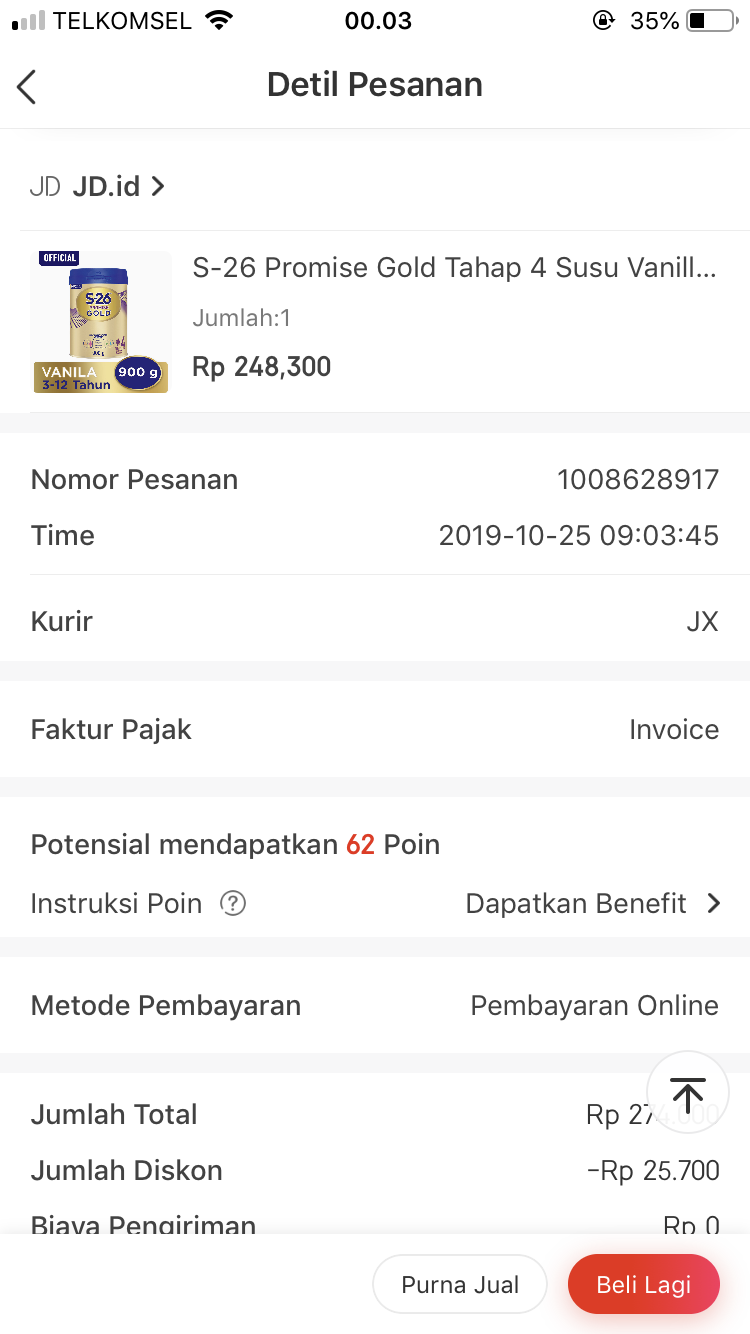 TELKOMSEL 00.03 35%
Detil Pesanan
JD JD.id
OFFICIAL
S-26
PROMISE
GOLD
VANILA 900 g
3-12 Tahun
S-26 Promise Gold Tahap 4 Susu Vanill...
Jumlah:1
Rp 248,300
Nomor Pesanan 1008628917
Time 2019-10-25 09:03:45
Kurir JX
Faktur Pajak Invoice
Potensial mendapatkan 62 Poin
Instruksi Poin ? Dapatkan Benefit
Metode Pembayaran Pembayaran Online
Jumlah Total Rp 274.000
Jumlah Diskon -Rp 25.700
Biaya Pengiriman Rp 0
Purna Jual Beli Lagi